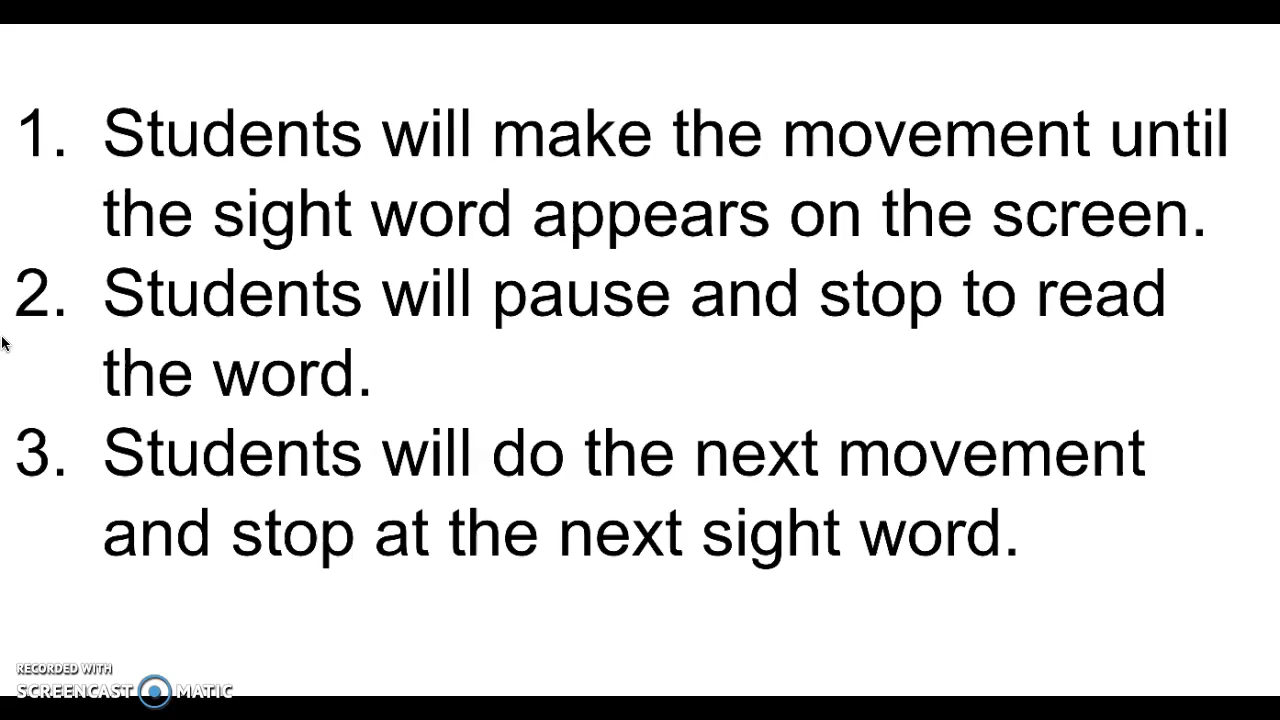 1. Students will make the movement until
the sight word appears on the screen.
2. Students will pause and stop to read
the word.
3. Students will do the next movement
and stop at the next sight word.
RECORDED WITH
SCREENCAST MATIC